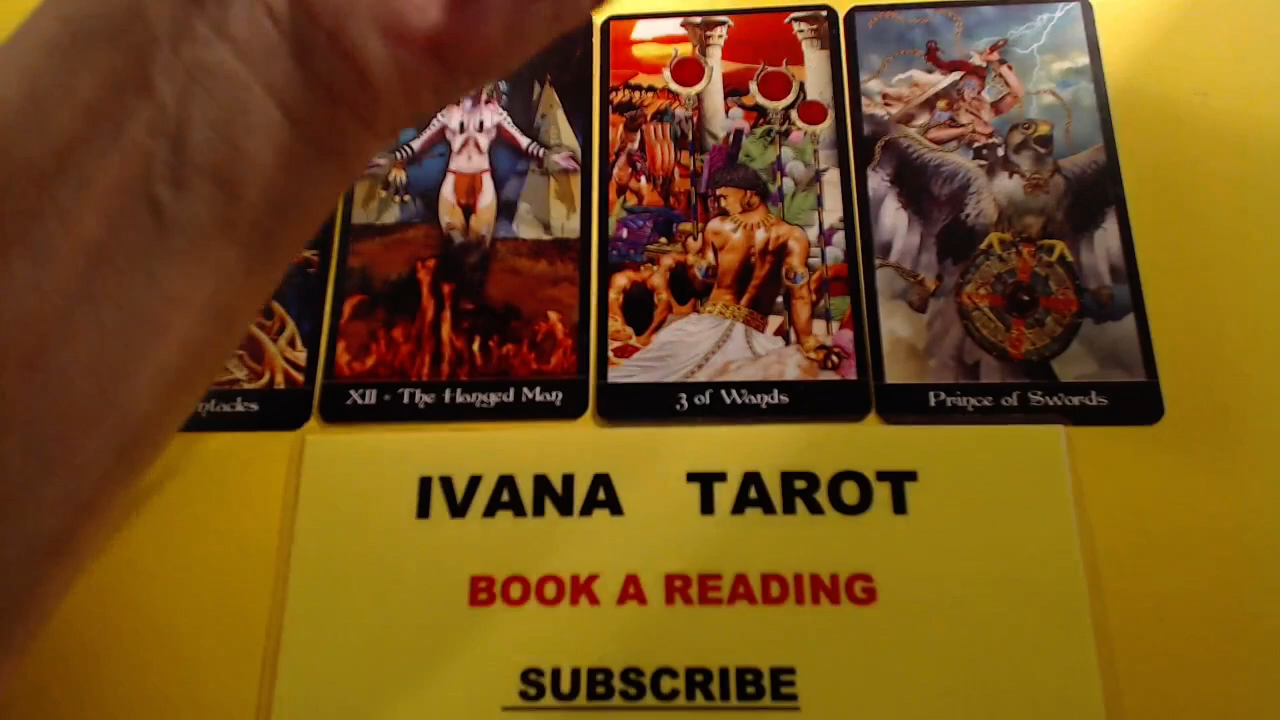 XII - The Hanged Man
3 of Wands
Prince of Swords
IVANA TAROT
BOOK A READING
SUBSCRIBE